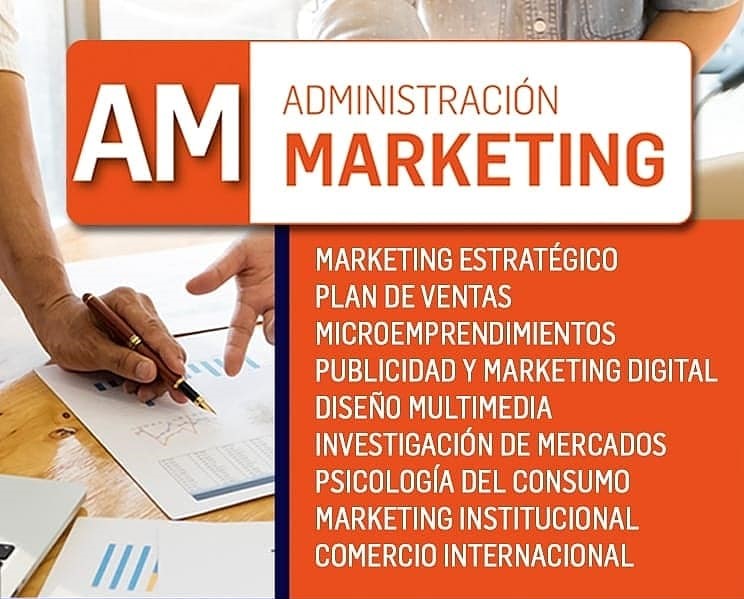 AM
ADMINISTRACIÓN
MARKETING
MARKETING ESTRATÉGICO
PLAN DE VENTAS
MICROEMPRENDIMIENTOS
PUBLICIDAD Y MARKETING DIGITAL
DISEÑO MULTIMEDIA
INVESTIGACIÓN DE MERCADOS
PSICOLOGÍA DEL CONSUMO
MARKETING INSTITUCIONAL
COMERCIO INTERNACIONAL